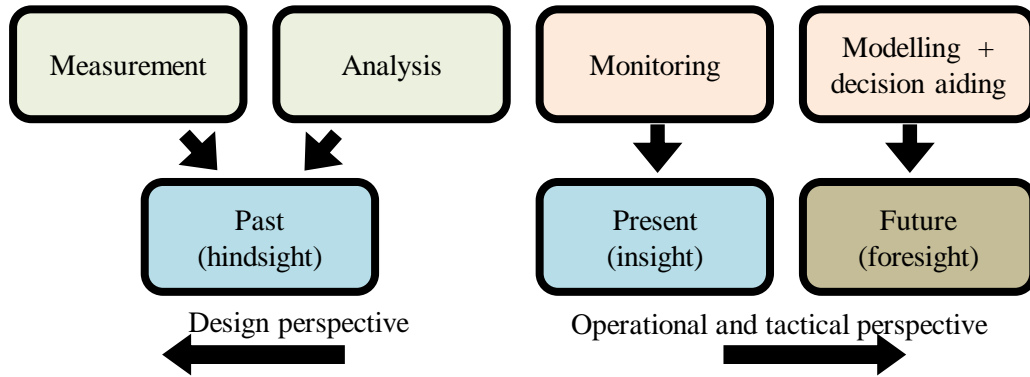 Measurement
Analysis
Monitoring
Modelling +
decision aiding
Past
(hindsight)
Present
(insight)
Future
(foresight)
Design perspective
Operational and tactical perspective